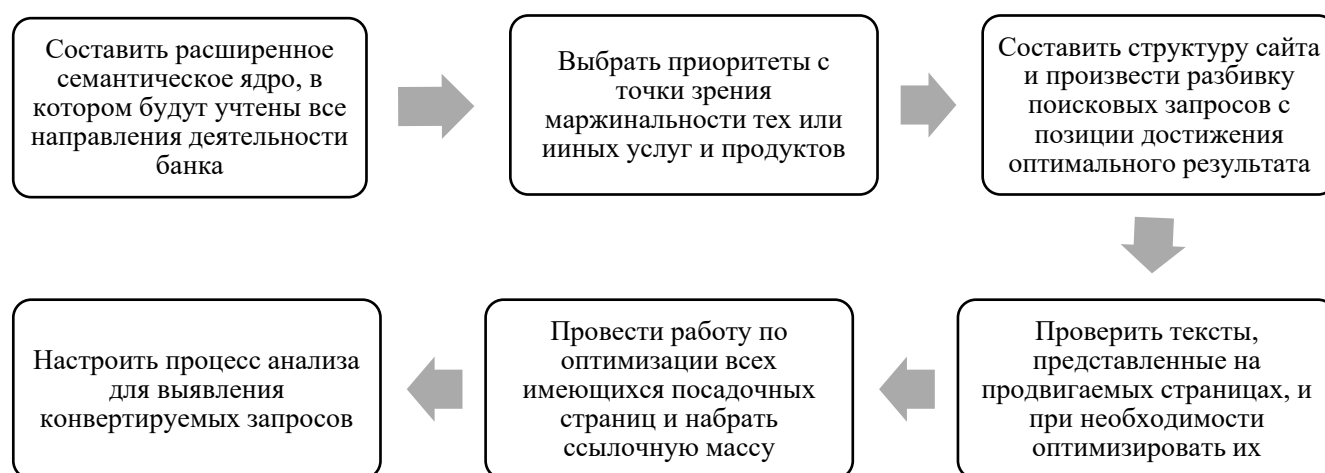 Составить расширенное
семантическое ядро, в
котором будут учтены все
направления деятельности
банка
Выбрать приоритеты с
точки зрения
маржинальности тех или
ииных услуг и продуктов
Составить структуру сайта
и произвести разбивку
поисковых запросов с
позиции достижения
оптимального результата
Проверить тексты,
представленные на
продвигаемых страницах, и
при необходимости
оптимизировать их
Провести работу по
оптимизации всех
имеющихся посадочных
страниц и набрать
ссылочную массу
Настроить процесс анализа
для выявления
конвертируемых запросов